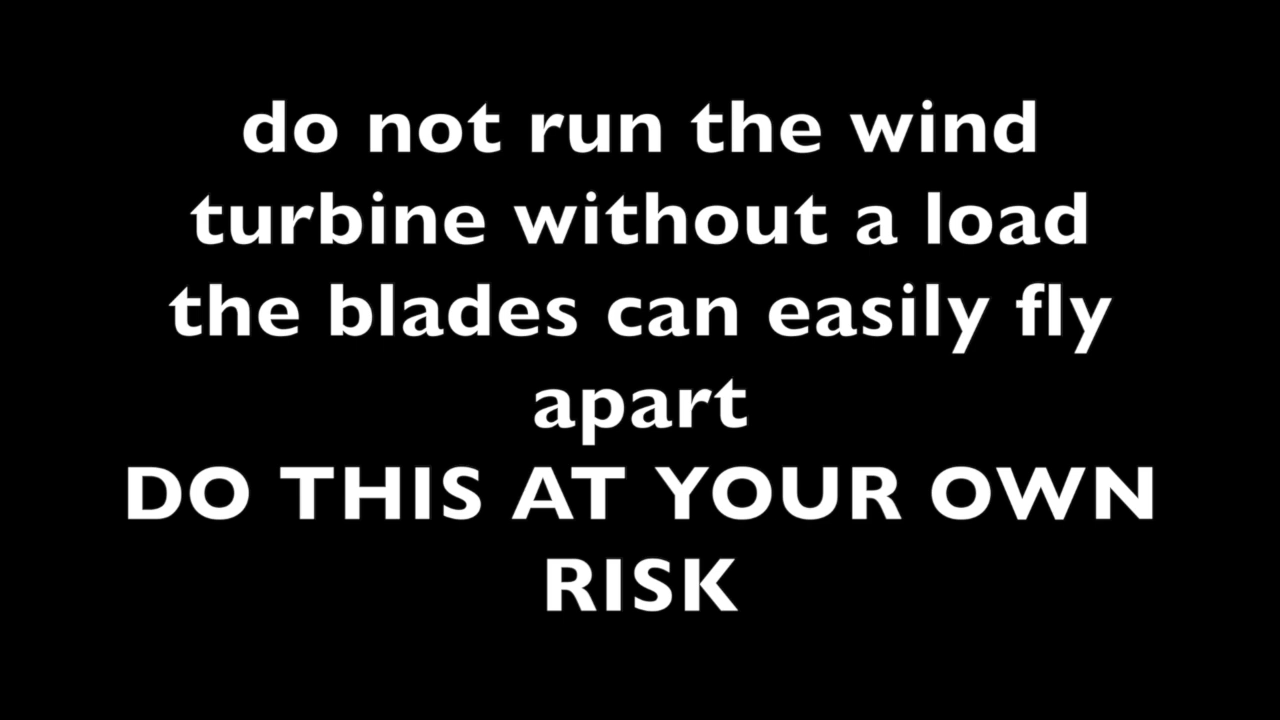 do not run the wind
turbine without a load
the blades can easily fly
apart
DO THIS AT YOUR OWN
RISK